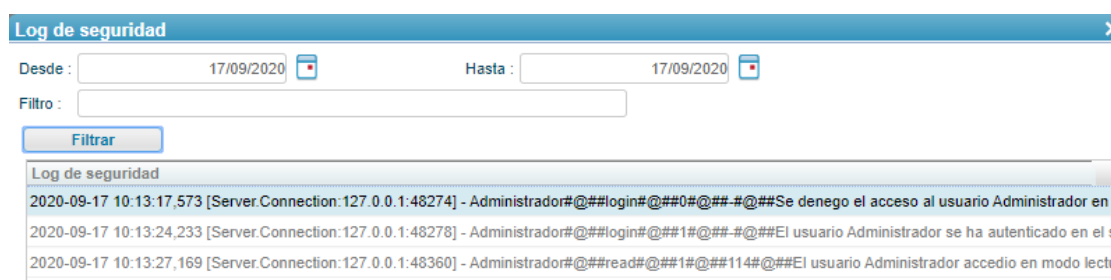 Log de seguridad
Desde : 17/09/2020 Hasta : 17/09/2020
Filtro :
Filtrar
Log de seguridad
2020-09-17 10:13:17,573 [Server.Connection:127.0.0.1:48274] - Administrador#@##login#@##0#@##-#@##Se denego el acceso al usuario Administrador en
2020-09-17 10:13:24,233 [Server.Connection:127.0.0.1:48278] - Administrador#@##login#@##1#@##-#@##El usuario Administrador se ha autenticado en el
2020-09-17 10:13:27,169 [Server.Connection:127.0.0.1:48360] - Administrador#@##read#@##1#@##114#@##El usuario Administrador accedio en modo lect